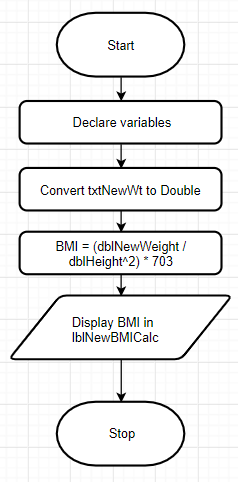 Start
Declare variables
Convert txtNewWt to Double
BMI = (dblNewWeight /
dblHeight^2) * 703
Display BMI in
lblNewBMICalc
Stop